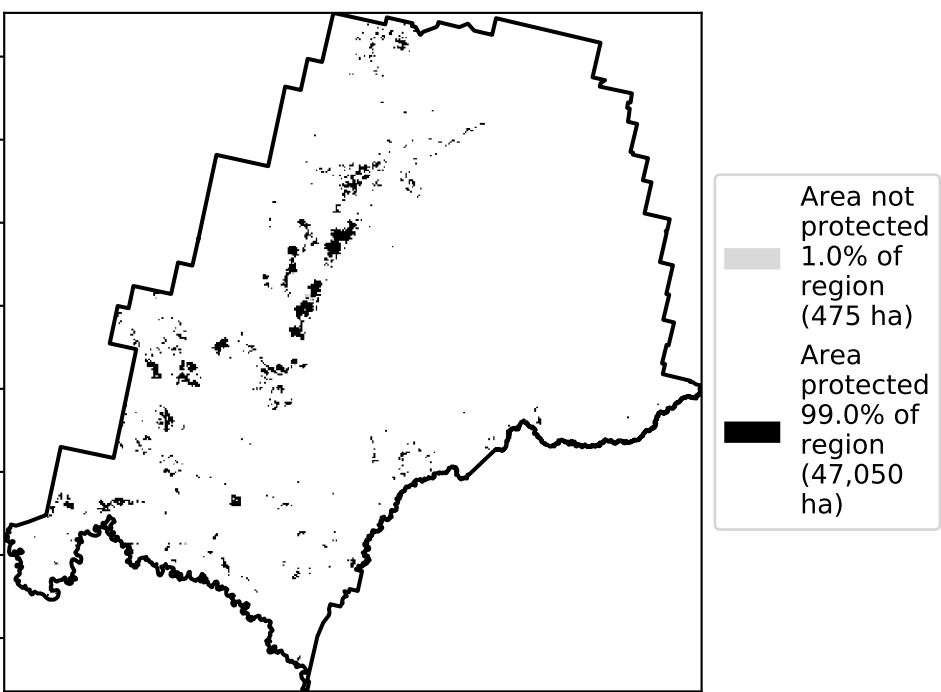 Area not
protected
1.0% of
region
(475 ha)
Area
protected
99.0% of
region
(47,050
ha)